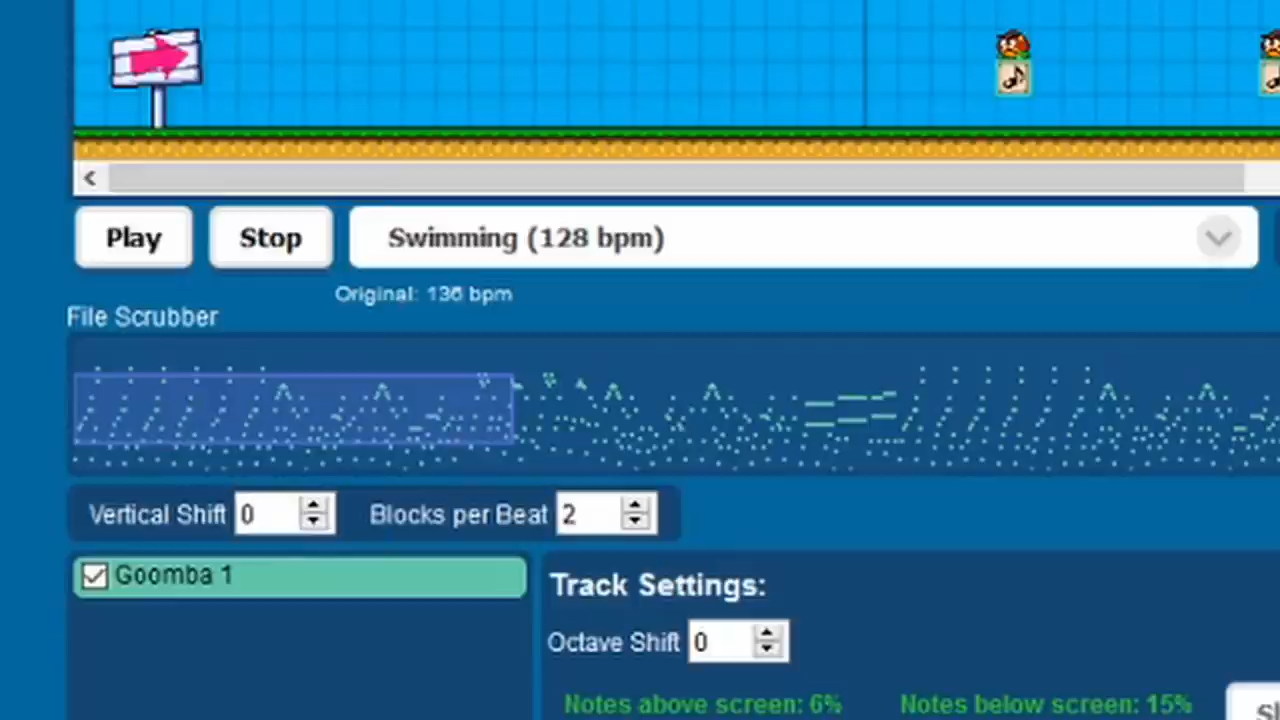 Play Stop Swimming (128 bpm)
Original: 136 bpm
File Scrubber
Vertical Shift 0 Blocks per Beat 2
Goomba 1
Track Settings:
Octave Shift 0
Notes above screen: 6% Notes below screen: 15%